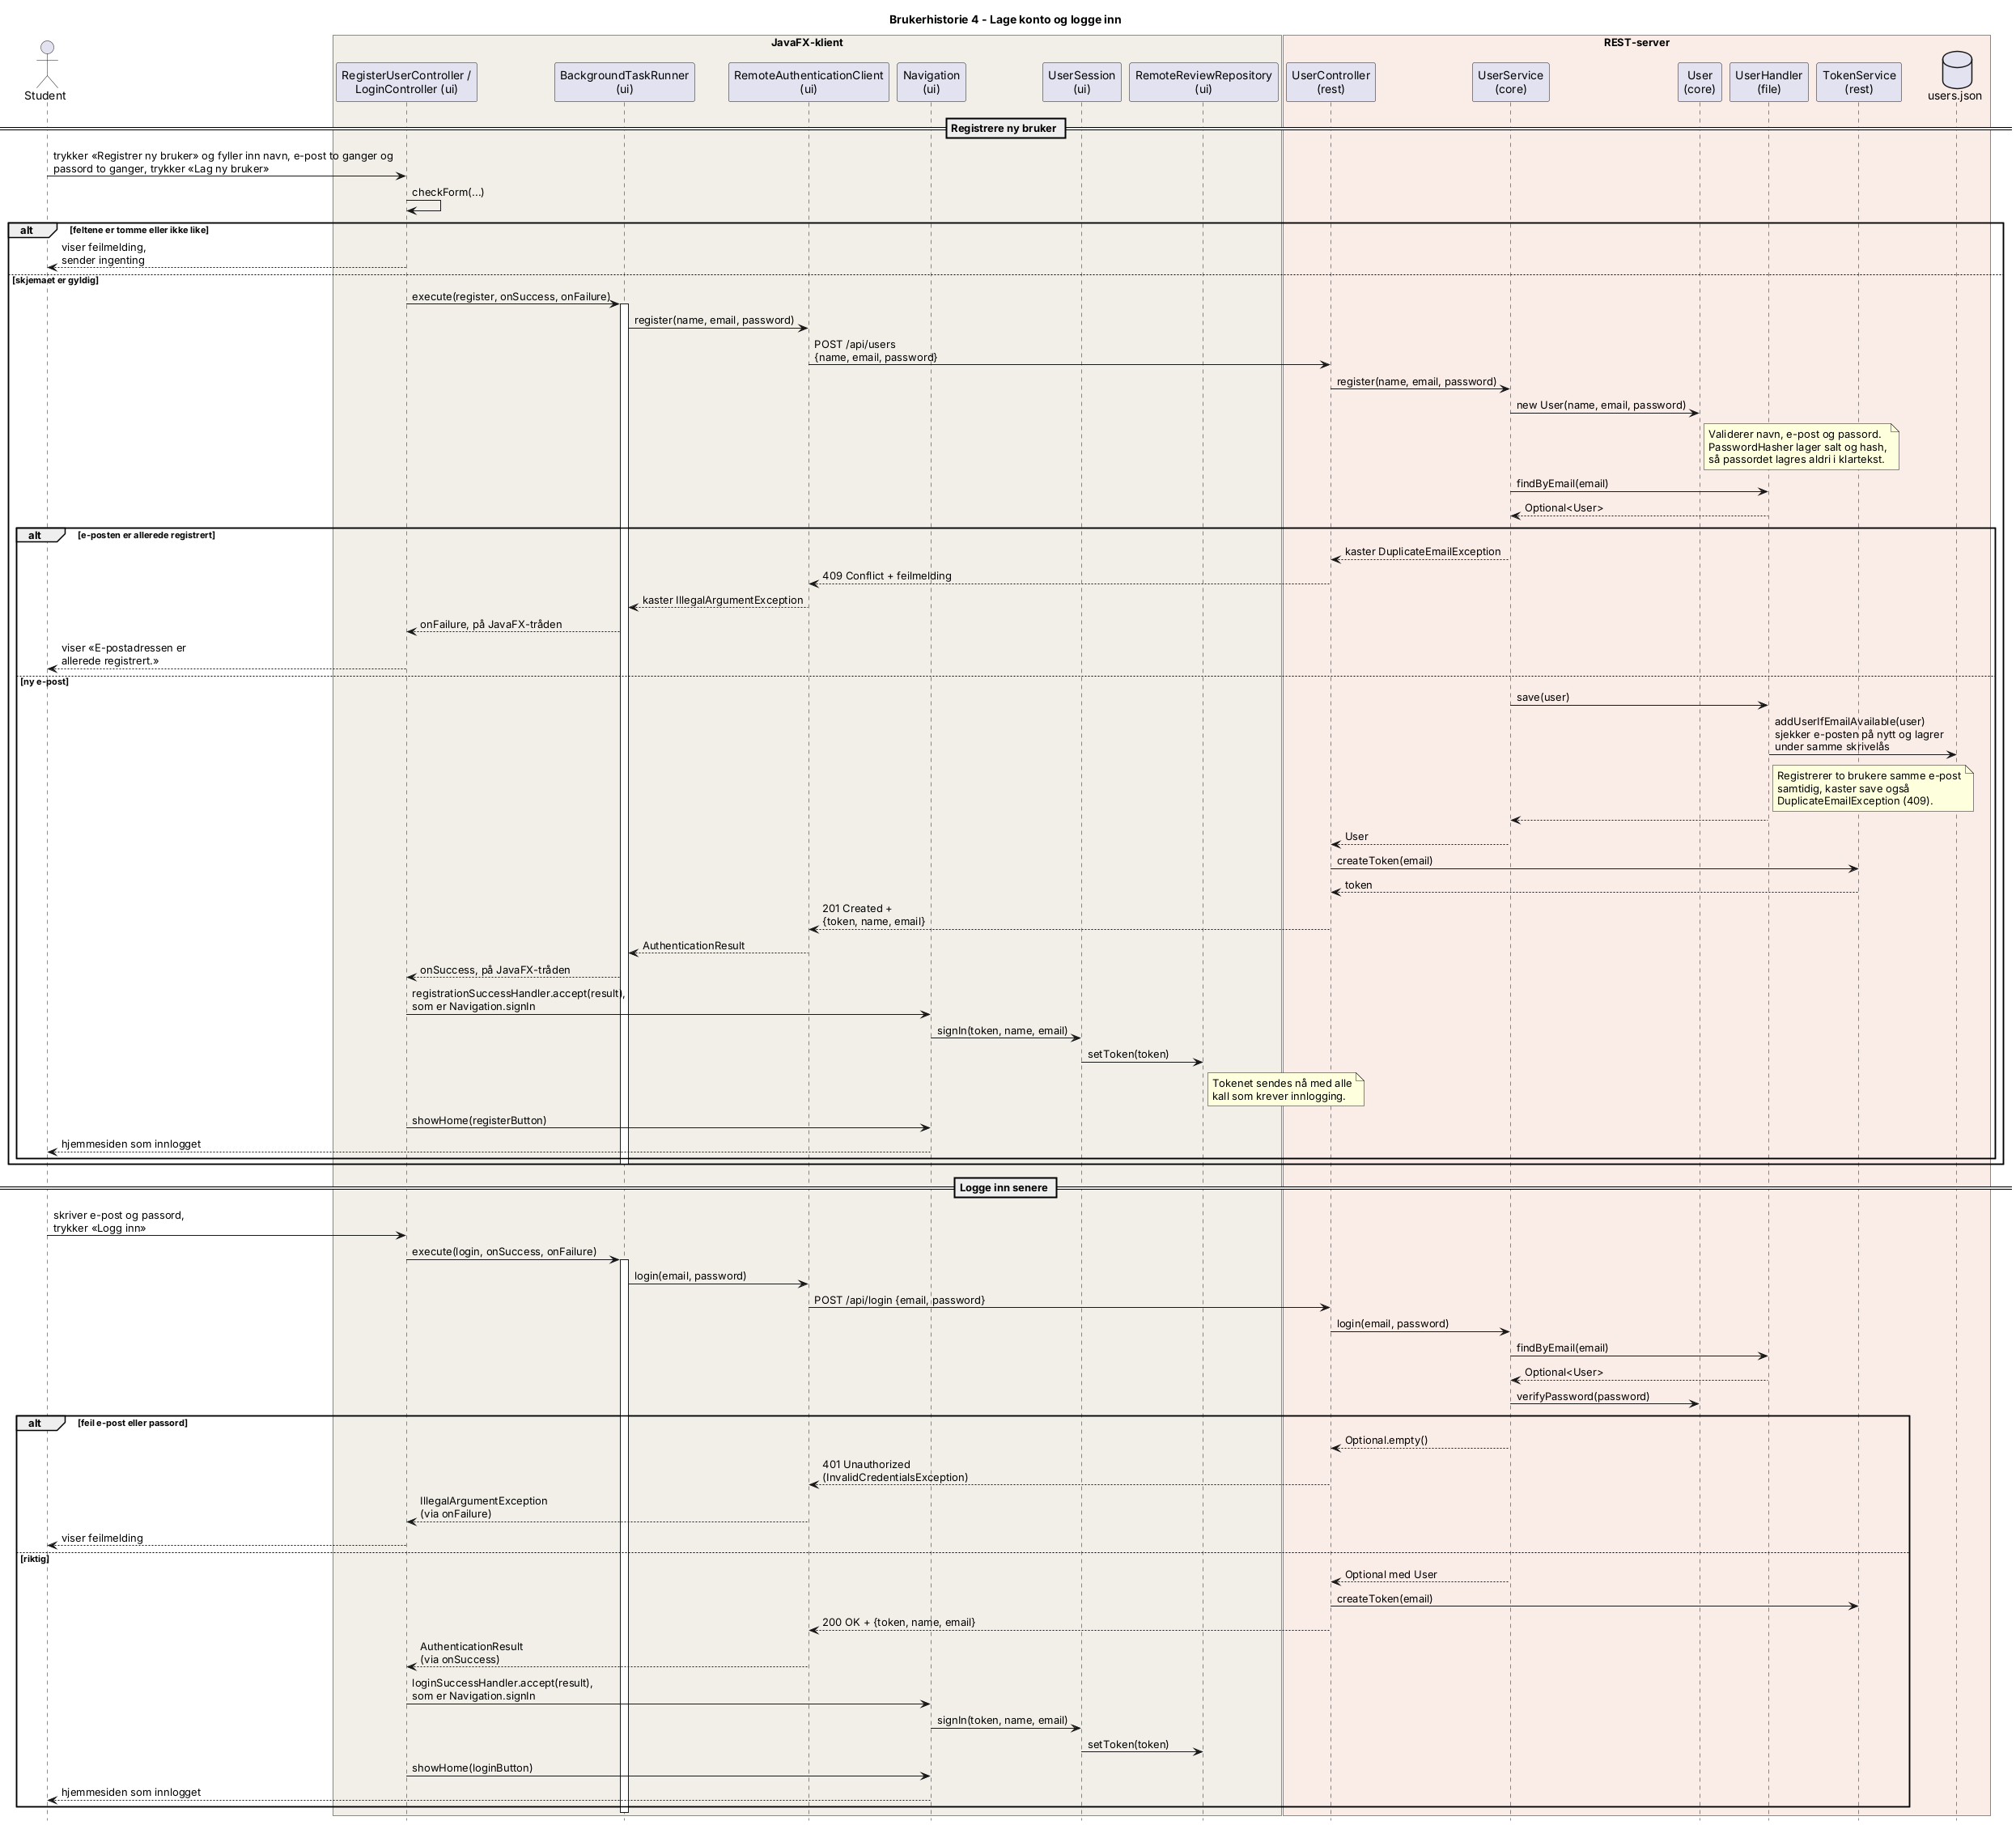 Brukerhistorie 4 - Lage konto og logge inn
JavaFX-klient
REST-server
Student
RegisterUserController /
LoginController (ui)
BackgroundTaskRunner
(ui)
RemoteAuthenticationClient
(ui)
Navigation
(ui)
UserSession
(ui)
RemoteReviewRepository
(ui)
UserController
(rest)
UserService
(core)
User
(core)
UserHandler
(file)
TokenService
(rest)
users.json
Registrere ny bruker
trykker «Registrer ny bruker» og fyller inn navn, e-post to ganger og
passord to ganger, trykker «Lag ny bruker»
checkForm(...)
alt [feltene er tomme eller ikke like]
viser feilmelding,
sender ingenting
[skjemaet er gyldig]
execute(register, onSuccess, onFailure)
register(name, email, password)
POST /api/users
{name, email, password}
register(name, email, password)
new User(name, email, password)
Validerer navn, e-post og passord.
PasswordHasher lager salt og hash,
så passordet lagres aldri i klartekst.
findByEmail(email)
Optional<User>
alt [e-posten er allerede registrert]
kaster DuplicateEmailException
409 Conflict + feilmelding
kaster IllegalArgumentException
onFailure, på JavaFX-tråden
viser «E-postadressen er
allerede registrert.»
[ny e-post]
save(user)
addUserIfEmailAvailable(user)
sjekker e-posten på nytt og lagrer
under samme skrivelås
Registrerer to brukere samme e-post
samtidig, kaster save også
DuplicateEmailException (409).
User
createToken(email)
token
201 Created +
{token, name, email}
AuthenticationResult
onSuccess, på JavaFX-tråden
registrationSuccessHandler.accept(result),
som er Navigation.signIn
signIn(token, name, email)
setToken(token)
Tokenet sendes nå med alle
kall som krever innlogging.
showHome(registerButton)
hjemmesiden som innlogget
Logge inn senere
skriver e-post og passord,
trykker «Logg inn»
execute(login, onSuccess, onFailure)
login(email, password)
POST /api/login {email, password}
login(email, password)
findByEmail(email)
Optional<User>
verifyPassword(password)
alt [feil e-post eller passord]
Optional.empty()
401 Unauthorized
(InvalidCredentialsException)
IllegalArgumentException
(via onFailure)
viser feilmelding
[riktig]
Optional med User
createToken(email)
200 OK + {token, name, email}
AuthenticationResult
(via onSuccess)
loginSuccessHandler.accept(result),
som er Navigation.signIn
signIn(token, name, email)
setToken(token)
showHome(loginButton)
hjemmesiden som innlogget